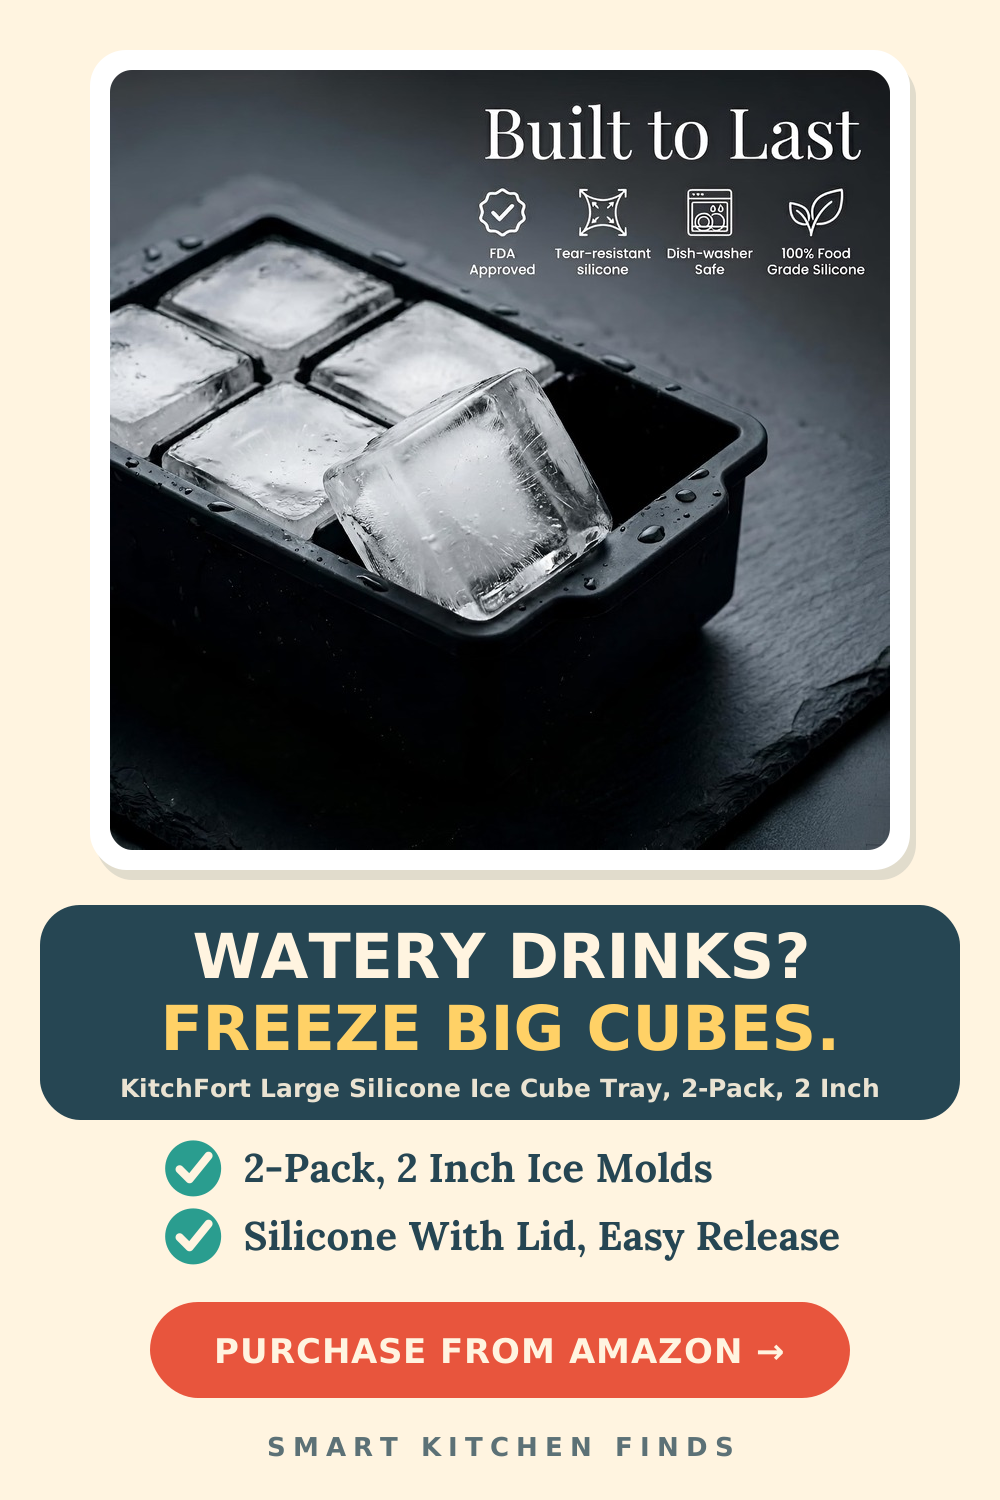 Built to Last
FDA
Approved
Tear-resistant
silicone
Dish-washer
Safe
100% Food
Grade Silicone
WATERY DRINKS?
FREEZE BIG CUBES.
KitchFort Large Silicone Ice Cube Tray, 2-Pack, 2 Inch
2-Pack, 2 Inch Ice Molds
Silicone With Lid, Easy Release
PURCHASE FROM AMAZON →
SMART KITCHEN FINDS